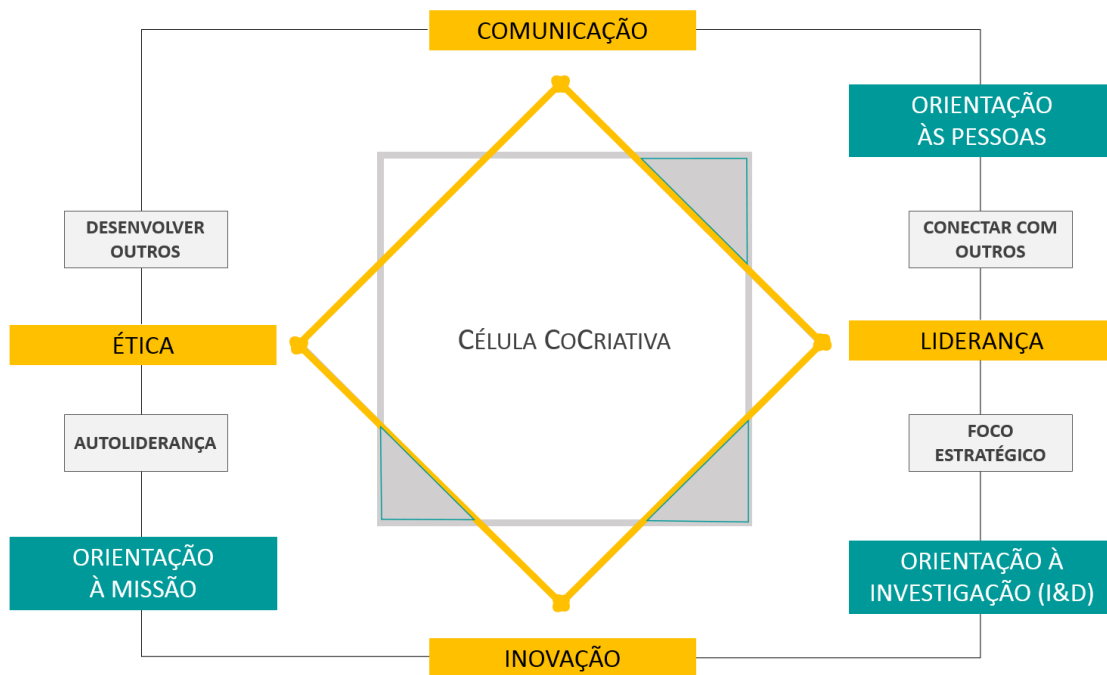 COMUNICAÇÃO
ORIENTAÇÃO
ÀS PESSOAS
DESENVOLVER
OUTROS
CONECTAR COM
OUTROS
ÉTICA
CÉLULA COCRIATIVA
LIDERANÇA
AUTOLIDERANÇA
FOCO
ESTRATÉGICO
ORIENTAÇÃO
À MISSÃO
ORIENTAÇÃO À
INVESTIGAÇÃO (I&D)
INOVAÇÃO